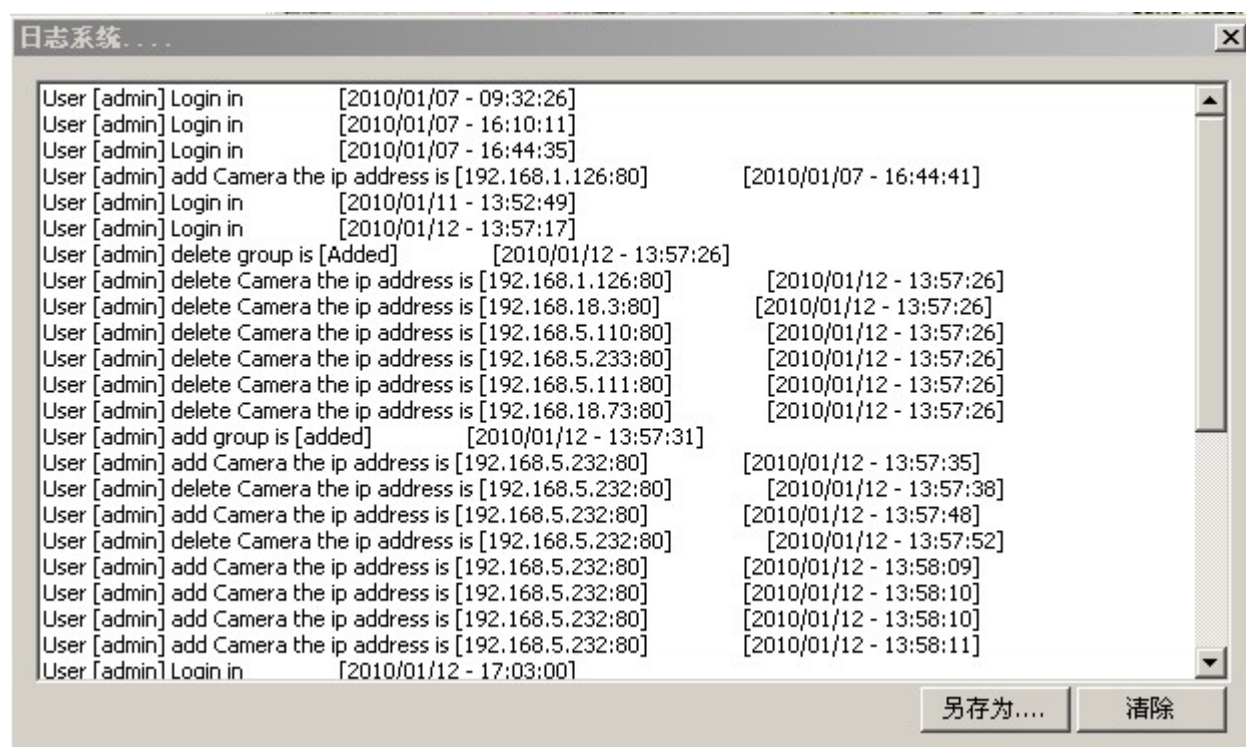 日志系统....
User [admin] Login in [2010/01/07 - 09:32:26]
User [admin] Login in [2010/01/07 - 16:10:11]
User [admin] Login in [2010/01/07 - 16:44:35]
User [admin] add Camera the ip address is [192.168.1.126:80] [2010/01/07 - 16:44:41]
User [admin] Login in [2010/01/11 - 13:52:49]
User [admin] Login in [2010/01/12 - 13:57:17]
User [admin] delete group is [Added] [2010/01/12 - 13:57:26]
User [admin] delete Camera the ip address is [192.168.1.126:80] [2010/01/12 - 13:57:26]
User [admin] delete Camera the ip address is [192.168.18.3:80] [2010/01/12 - 13:57:26]
User [admin] delete Camera the ip address is [192.168.5.110:80] [2010/01/12 - 13:57:26]
User [admin] delete Camera the ip address is [192.168.5.233:80] [2010/01/12 - 13:57:26]
User [admin] delete Camera the ip address is [192.168.5.111:80] [2010/01/12 - 13:57:26]
User [admin] delete Camera the ip address is [192.168.18.73:80] [2010/01/12 - 13:57:26]
User [admin] add group is [added] [2010/01/12 - 13:57:31]
User [admin] add Camera the ip address is [192.168.5.232:80] [2010/01/12 - 13:57:35]
User [admin] delete Camera the ip address is [192.168.5.232:80] [2010/01/12 - 13:57:38]
User [admin] add Camera the ip address is [192.168.5.232:80] [2010/01/12 - 13:57:48]
User [admin] delete Camera the ip address is [192.168.5.232:80] [2010/01/12 - 13:57:52]
User [admin] add Camera the ip address is [192.168.5.232:80] [2010/01/12 - 13:58:09]
User [admin] add Camera the ip address is [192.168.5.232:80] [2010/01/12 - 13:58:10]
User [admin] add Camera the ip address is [192.168.5.232:80] [2010/01/12 - 13:58:10]
User [admin] add Camera the ip address is [192.168.5.232:80] [2010/01/12 - 13:58:11]
User [admin] Login in [2010/01/12 - 17:03:00]
另存为.... 清除